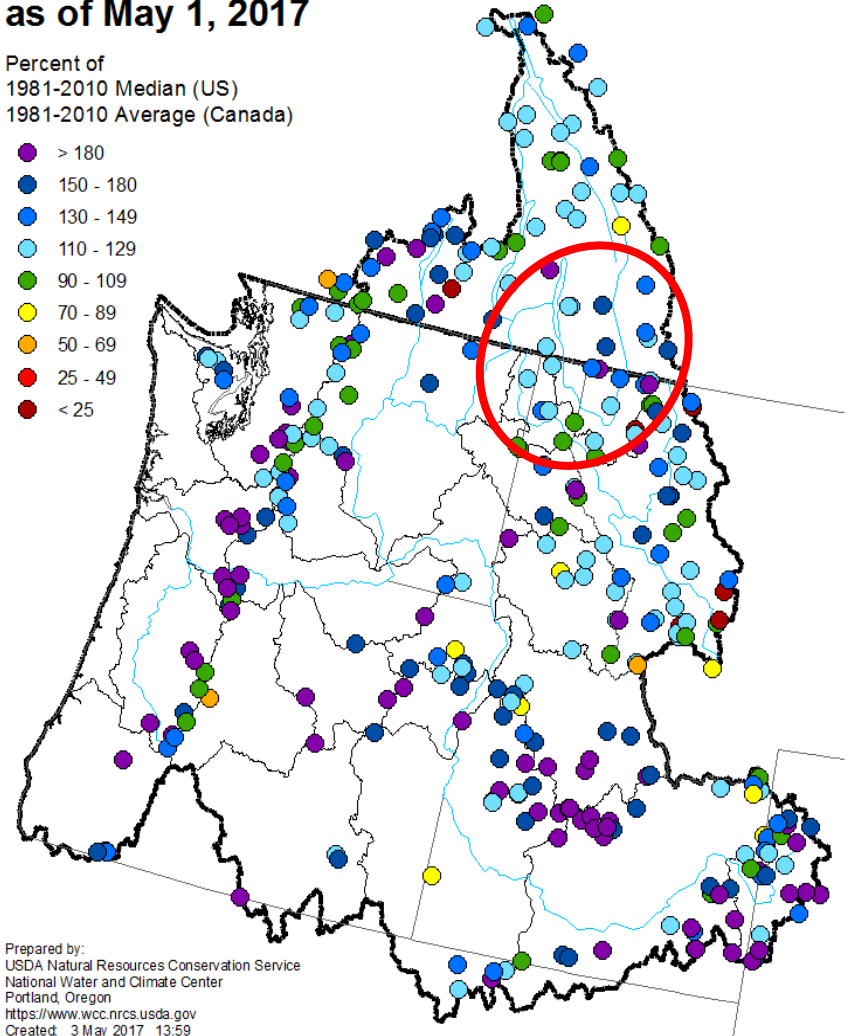 as of May 1, 2017
Percent of
1981-2010 Median (US)
1981-2010 Average (Canada)
> 180
150 - 180
130 - 149
110 - 129
90 - 109
70 - 89
50 - 69
25 - 49
< 25
Prepared by:
USDA Natural Resources Conservation Service
National Water and Climate Center
Portland, Oregon
https://www.wcc.nrcs.usda.gov
Created: 3 May 2017 13:59